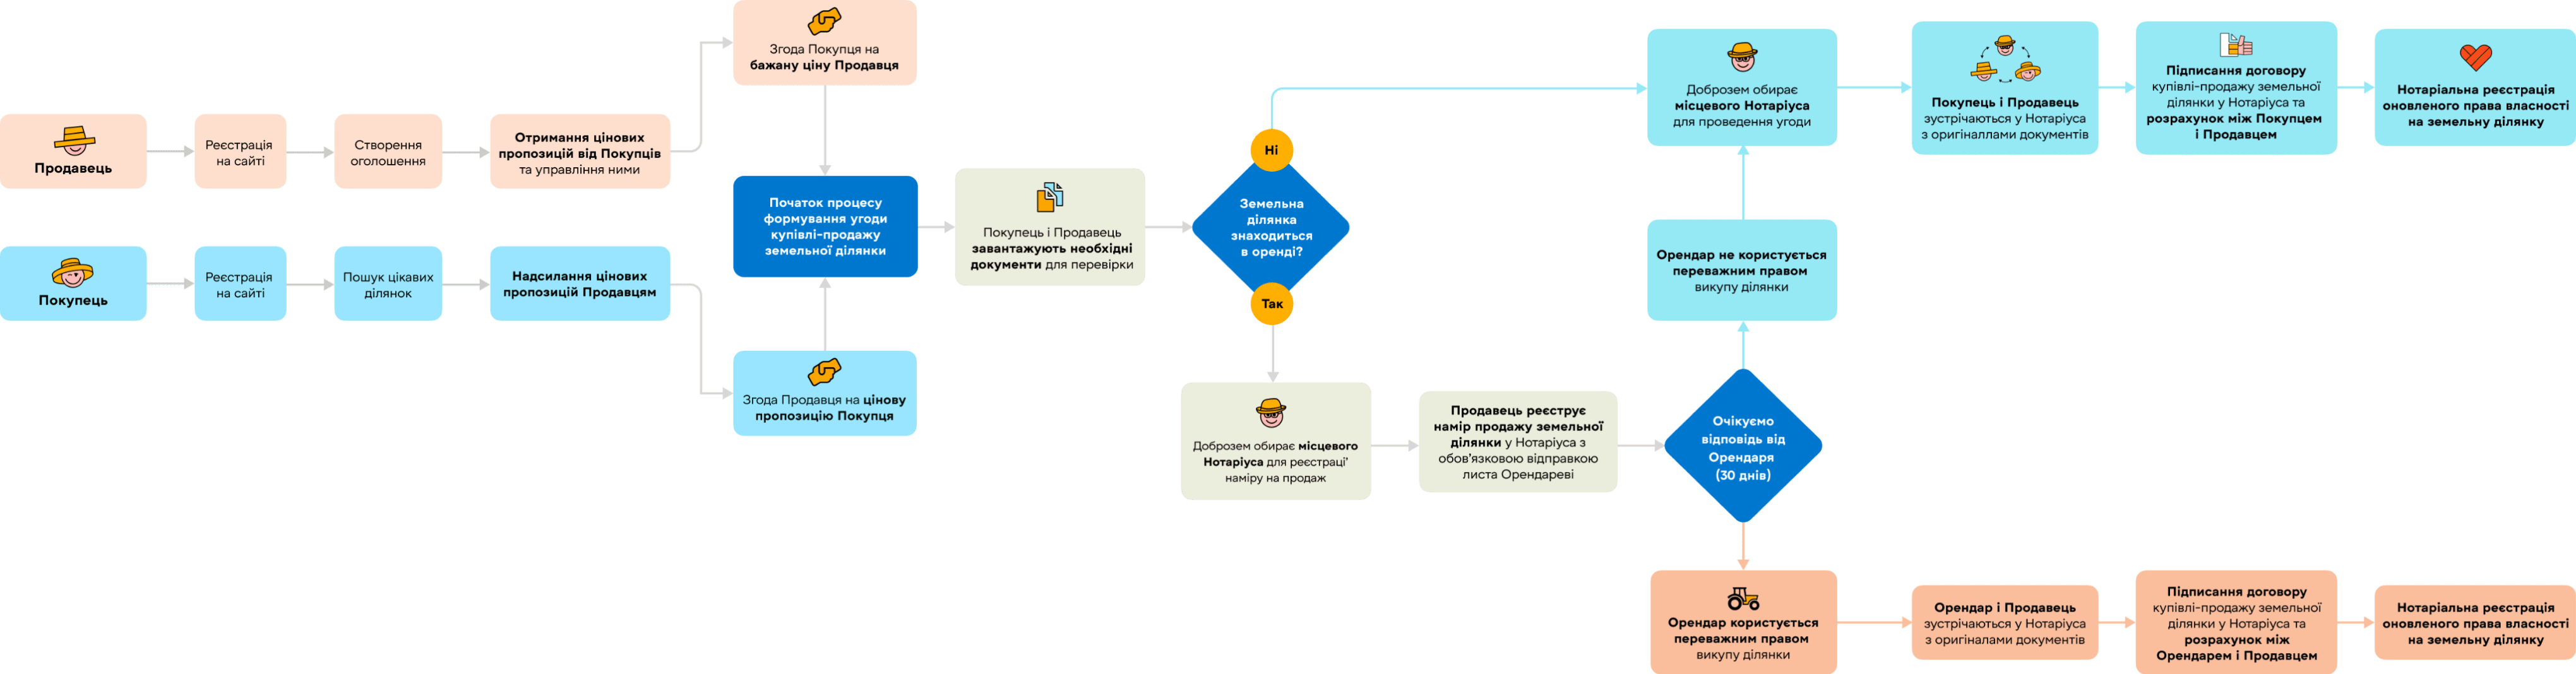 Продавець
Реєстрація
на сайті
Створення
оголошення
Отримання цінових
пропозицій від Покупців
та управління ними
Згода Покупця на
бажану ціну Продавця
Покупець
Реєстрація
на сайті
Пошук цікавих
ділянок
Надсилання цінових
пропозицій Продавцям
Згода Продавця на цінову
пропозицію Покупця
Початок процесу
формування угоди
купівлі-продажу
земельної ділянки
Покупець і Продавець
завантажують необхідні
документи для перевірки
Земельна
ділянка
знаходиться
в оренді?
Ні
Доброзем обирає
місцевого Нотаріуса
для проведення угоди
Покупець і Продавець
зустрічаються у Нотаріуса
з оригіналлами документів
Підписання договору
купівлі-продажу земельної
ділянки у Нотаріуса та
розрахунок між Покупцем
і Продавцем
Нотаріальна реєстрація
оновленого права власності
на земельну ділянку
Так
Доброзем обирає місцевого
Нотаріуса для реєстраці'
наміру на продаж
Продавець реєструє
намір продажу земельної
ділянки у Нотаріуса з
обов'язковою відправкою
листа Орендареві
Очікуємо
відповідь від
Орендаря
(30 днів)
Орендар не користується
переважним правом
викупу ділянки
Орендар користується
переважним правом
викупу ділянки
Орендар і Продавець
зустрічаються у Нотаріуса
з оригіналами документів
Підписання договору
купівлі-продажу земельної
ділянки у Нотаріуса та
розрахунок між
Орендарем і Продавцем
Нотаріальна реєстрація
оновленого права власності
на земельну ділянку